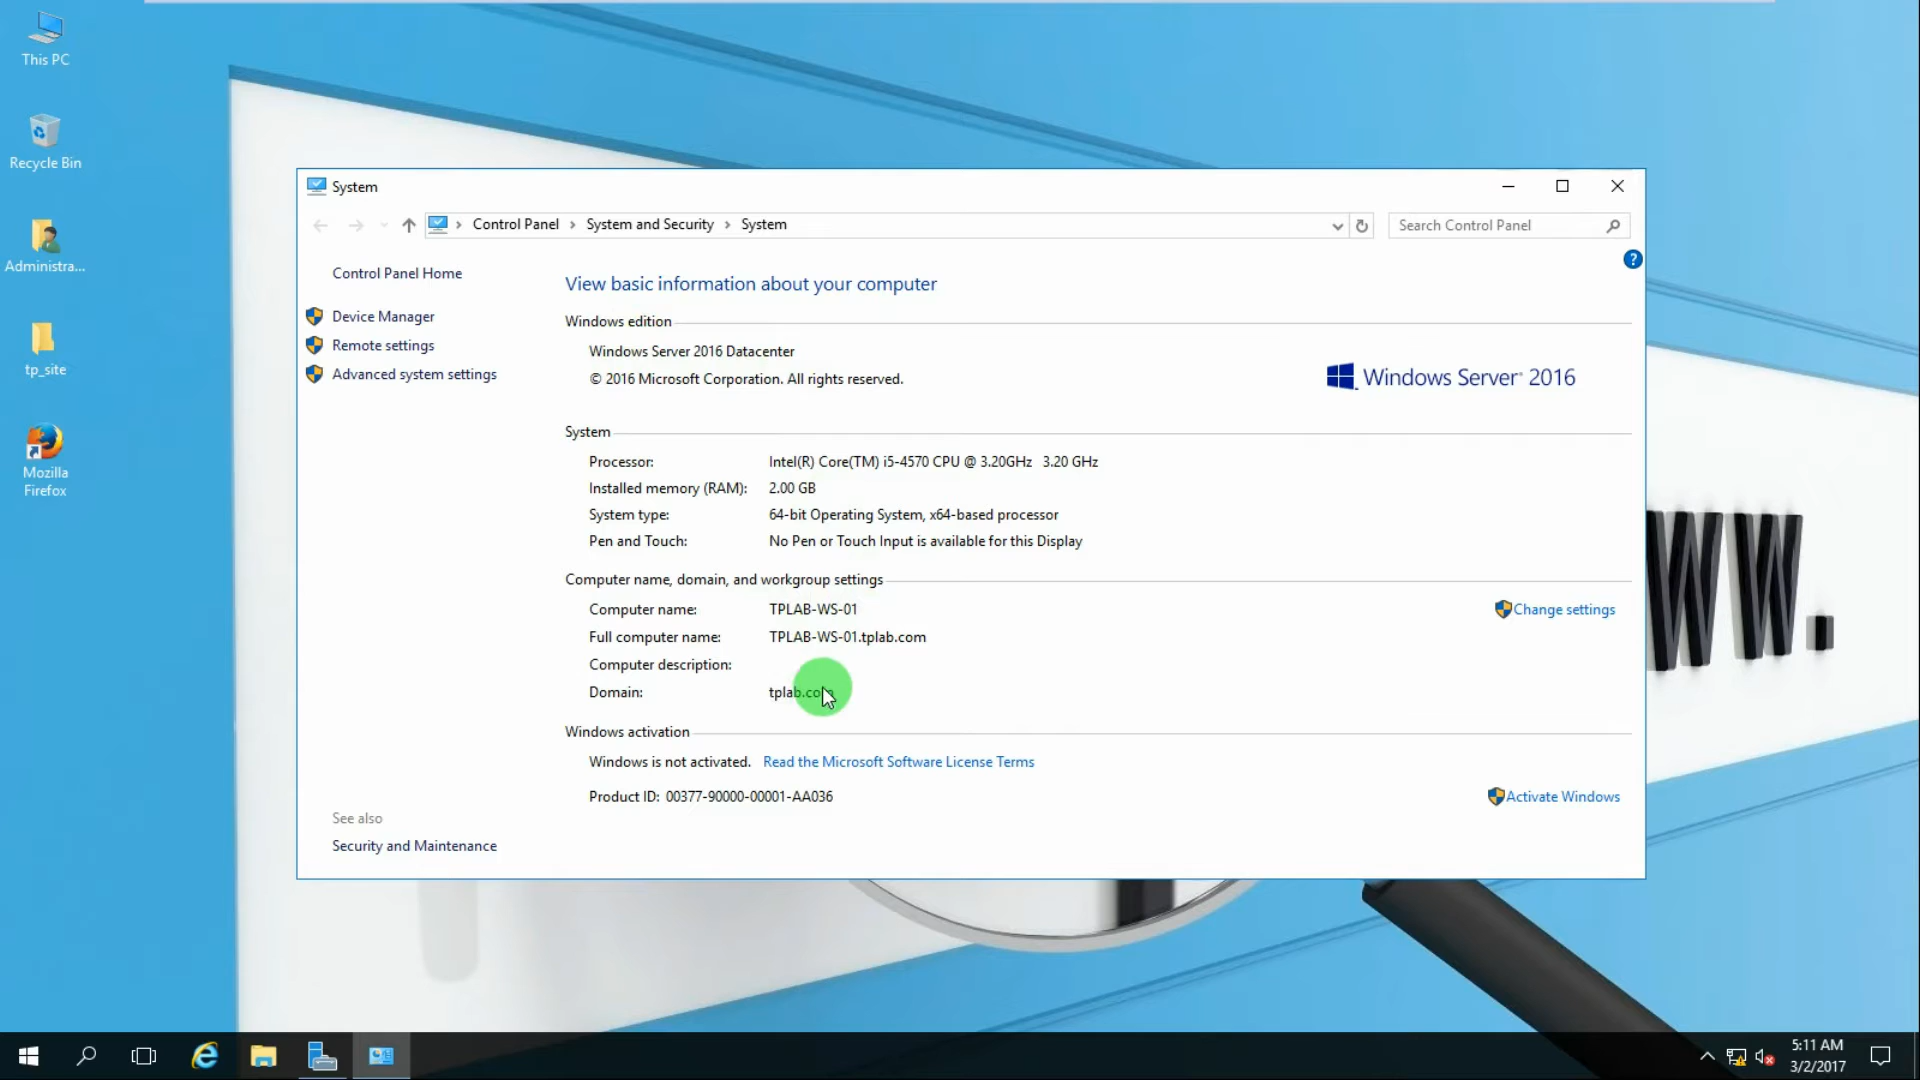 This PC
Recycle Bin
Administra...
tp_site
Mozilla
Firefox
System
Control Panel > System and Security > System
Search Control Panel
?
Control Panel Home
Device Manager
Remote settings
Advanced system settings
See also
Security and Maintenance
View basic information about your computer
Windows edition
Windows Server 2016 Datacenter
© 2016 Microsoft Corporation. All rights reserved.
Windows Server® 2016
System
Processor: Intel(R) Core(TM) i5-4570 CPU @ 3.20GHz 3.20 GHz
Installed memory (RAM): 2.00 GB
System type: 64-bit Operating System, x64-based processor
Pen and Touch: No Pen or Touch Input is available for this Display
Computer name, domain, and workgroup settings
Computer name: TPLAB-WS-01
Change settings
Full computer name: TPLAB-WS-01.tplab.com
Computer description:
Domain: tplab.com
Windows activation
Windows is not activated. Read the Microsoft Software License Terms
Product ID: 00377-90000-00001-AA036
Activate Windows
WW.
5:11 AM
3/2/2017